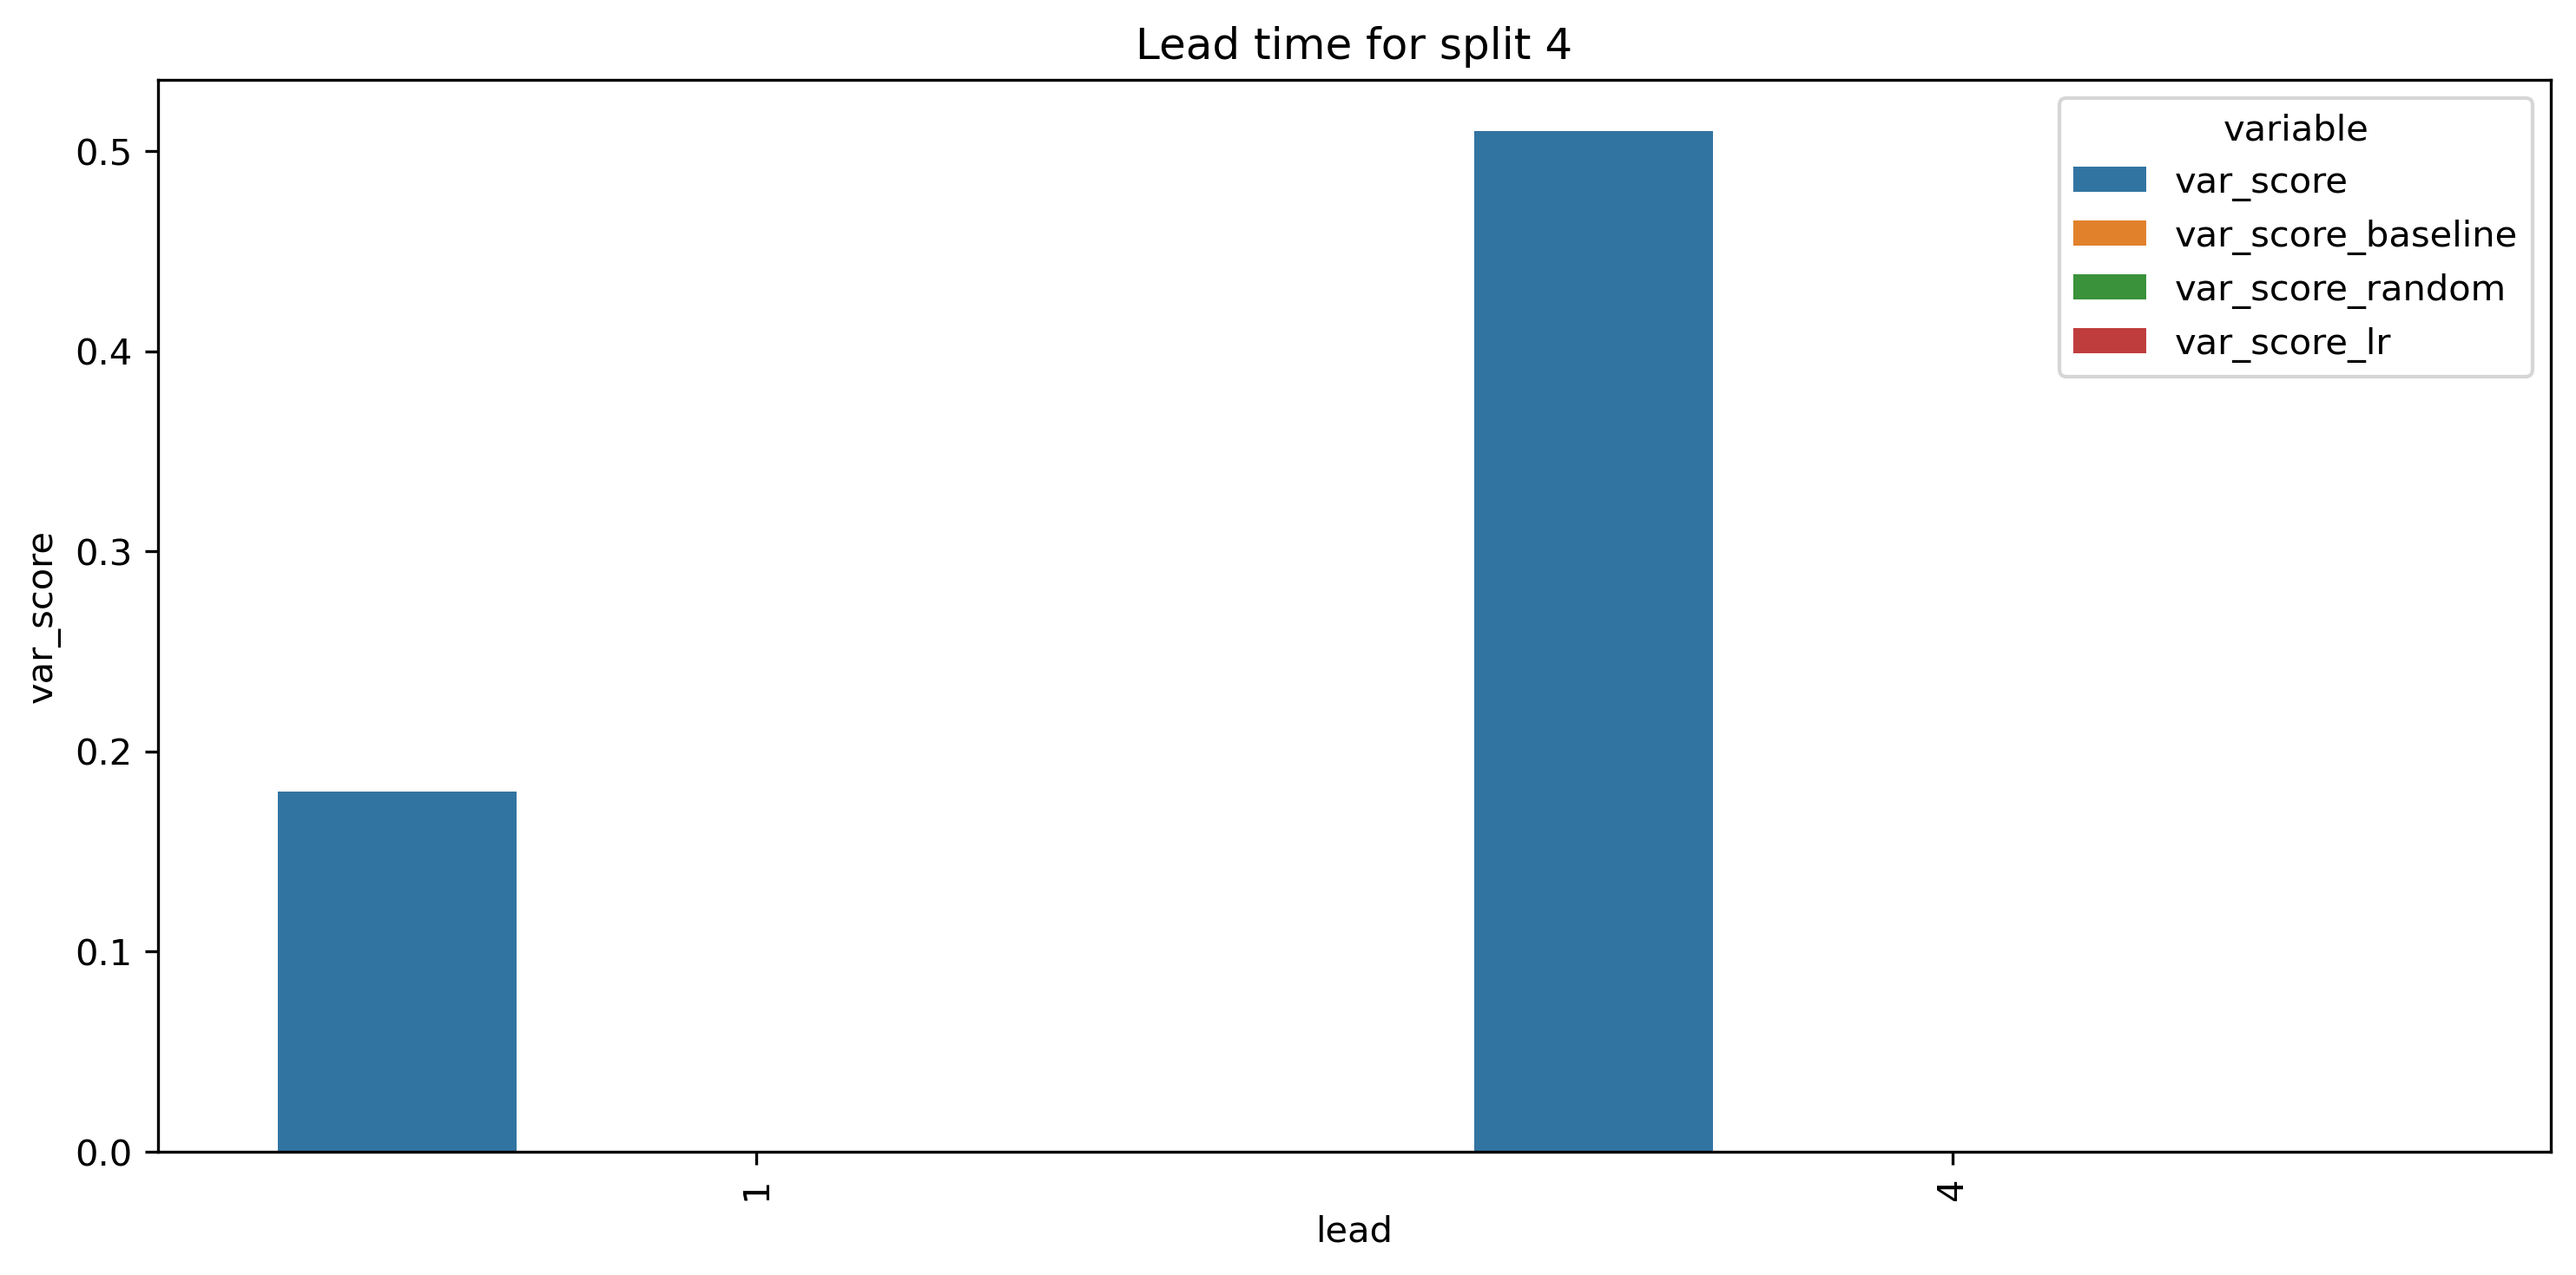 Lead time for split 4
variable
var_score
var_score_baseline
var_score_random
var_score_lr
var_score
0.5
0.4
0.3
0.2
0.1
0.0
1
4
lead